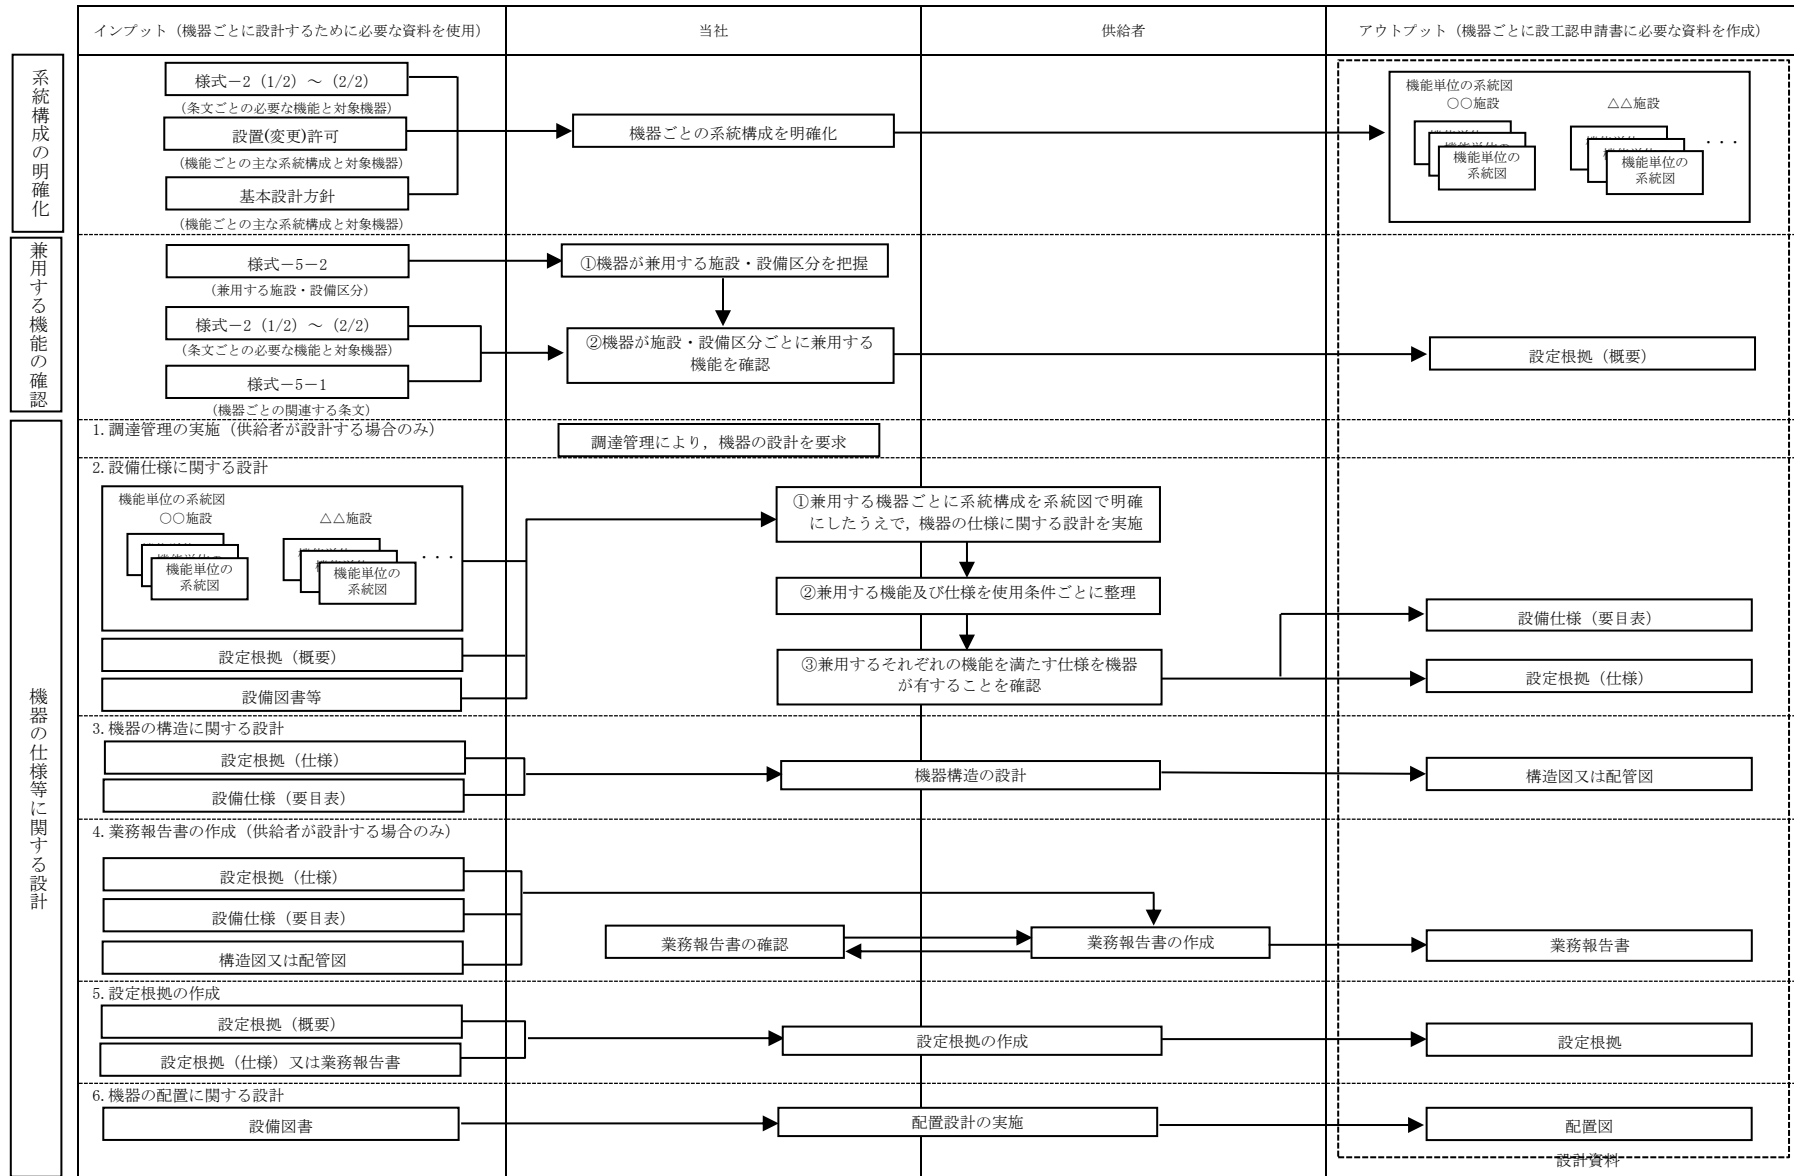 インプット（機器ごとに設計するために必要な資料を使用）
当社
供給者
アウトプット（機器ごとに設工認申請書に必要な資料を作成）
系統構成の明確化
様式－2（1/2）～（2/2）
（条文ごとの必要な機能と対象機器）
設置(変更)許可
（機能ごとの主な系統構成と対象機器）
基本設計方針
（機能ごとの主な系統構成と対象機器）
機器ごとの系統構成を明確化
機能単位の系統図
○○施設
△△施設
機能単位の
系統図
機能単位の
系統図
・・・
兼用する機能の確認
様式－5－2
（兼用する施設・設備区分）
様式－2（1/2）～（2/2）
（条文ごとの必要な機能と対象機器）
様式－5－1
（機器ごとの関連する条文）
①機器が兼用する施設・設備区分を把握
②機器が施設・設備区分ごとに兼用する
機能を確認
設定根拠（概要）
機器の仕様等に関する設計
1.調達管理の実施（供給者が設計する場合のみ）
調達管理により，機器の設計を要求
2.設備仕様に関する設計
機能単位の系統図
○○施設
△△施設
機能単位の
系統図
機能単位の
系統図
・・・
設定根拠（概要）
設備図書等
①兼用する機器ごとに系統構成を系統図で明確
にしたうえで，機器の仕様に関する設計を実施
②兼用する機能及び仕様を使用条件ごとに整理
③兼用するそれぞれの機能を満たす仕様を機器
が有することを確認
設備仕様（要目表）
設定根拠（仕様）
3.機器の構造に関する設計
設定根拠（仕様）
設備仕様（要目表）
機器構造の設計
構造図又は配管図
4.業務報告書の作成（供給者が設計する場合のみ）
設定根拠（仕様）
設備仕様（要目表）
構造図又は配管図
業務報告書の確認
業務報告書の作成
業務報告書
5.設定根拠の作成
設定根拠（概要）
設定根拠（仕様）又は業務報告書
設定根拠の作成
設定根拠
6.機器の配置に関する設計
設備図書
配置設計の実施
配置図
設計資料